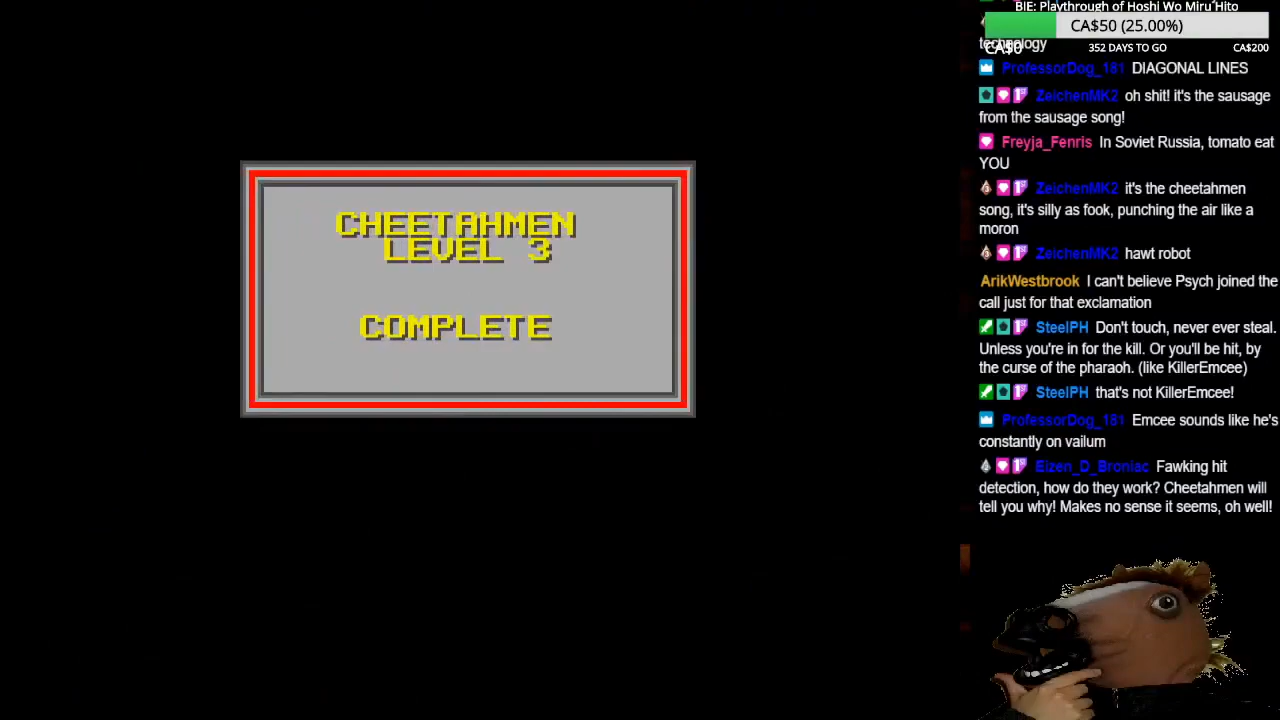 CHEETAHMEN
LEVEL 3
COMPLETE
BIE: Playthrough of Hoshi Wo Miru Hito
CA$50 (25.00%)
technology
CA$0 352 DAYS TO GO CA$200
ProfessorDog_181 DIAGONAL LINES
ZeichenMK2 oh shit! it's the sausage
from the sausage song!
Freyja_Fenris In Soviet Russia, tomato eat
YOU
ZeichenMK2 it's the cheetahmen
song, it's silly as fook, punching the air like a
moron
ZeichenMK2 hawt robot
ArikWestbrook I can't believe Psych joined the
call just for that exclamation
SteelPH Don't touch, never ever steal.
Unless you're in for the kill. Or you'll be hit, by
the curse of the pharaoh. (like KillerEmcee)
SteelPH that's not KillerEmcee!
ProfessorDog_181 Emcee sounds like he's
constantly on vailum
Eizen_D_Broniac Fawking hit
detection, how do they work? Cheetahmen will
tell you why! Makes no sense it seems, oh well!